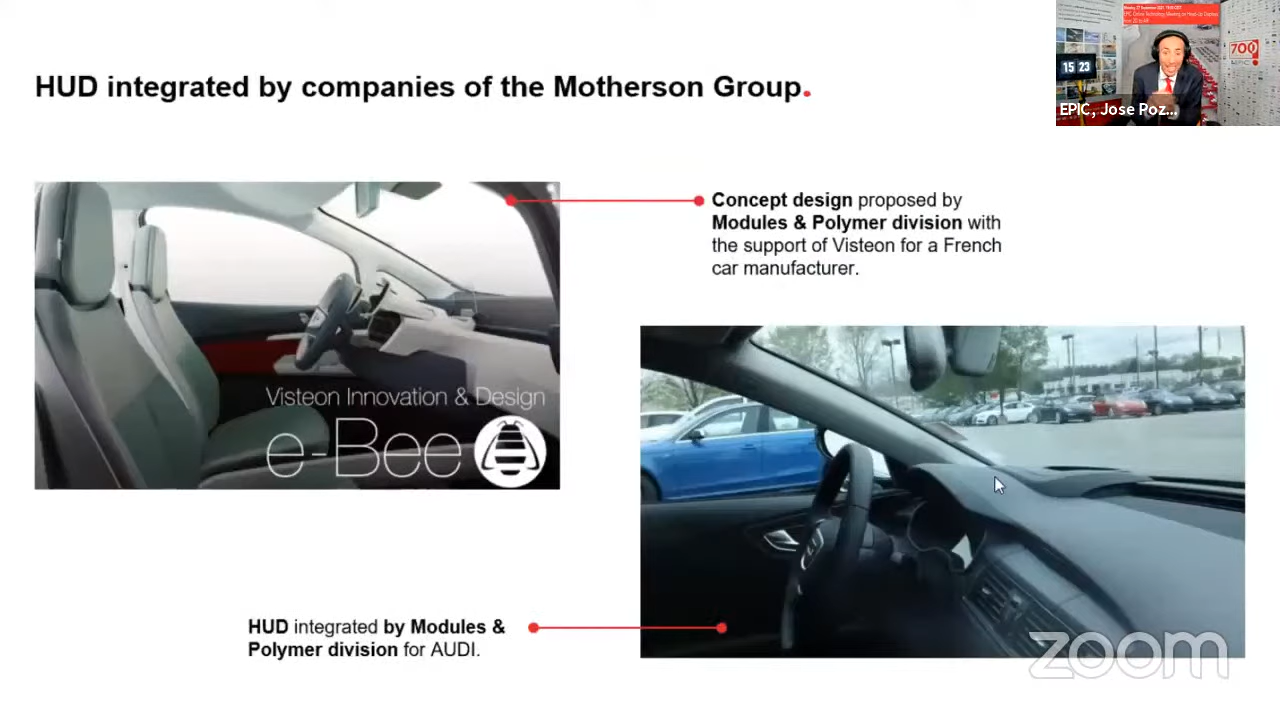 HUD integrated by companies of the Motherson Group.
15 23
700
EPIC, Jose Poz...
Concept design proposed by
Modules & Polymer division with
the support of Visteon for a French
car manufacturer.
Visteon Innovation & Design
e-Bee
HUD integrated by Modules &
Polymer division for AUDI.
zoom